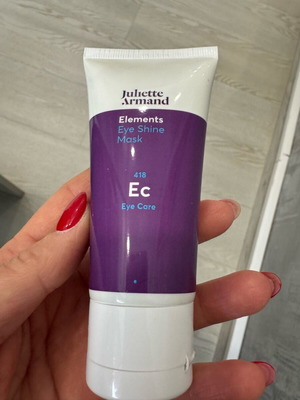 Juliette
Armand
Elements
Eye Shine
Mask
418
Ec
Eye Care